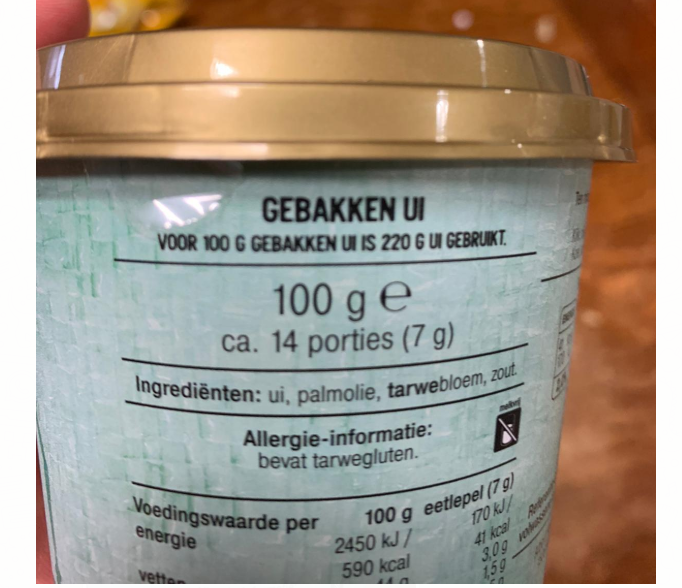 GEBAKKEN UI
VOOR 100 G GEBAKKEN UI IS 220 G UI GEBRUIKT.
100 g ℮
ca. 14 porties (7 g)
Ingrediënten: ui, palmolie, tarwebloem, zout.
Allergie-informatie:
bevat tarwegluten.
melkvrij
Voedingswaarde per 100 g eetlepel (7 g)
energie 2450 kJ / 170 kJ /
590 kcal 41 kcal
vetten 44 g 3,0 g
1,5 g